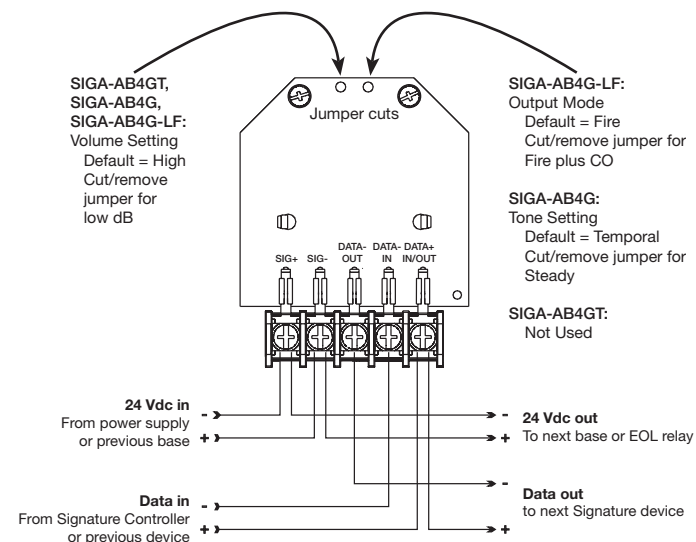 SIGA-AB4GT,
SIGA-AB4G,
SIGA-AB4G-LF:
Volume Setting
Default = High
Cut/remove
jumper for
low dB
Jumper cuts
SIGA-AB4G-LF:
Output Mode
Default = Fire
Cut/remove jumper for
Fire plus CO
SIGA-AB4G:
Tone Setting
Default = Temporal
Cut/remove jumper for
Steady
SIGA-AB4GT:
Not Used
SIG+
SIG-
DATA-
OUT
DATA-
IN
DATA+
IN/OUT
24 Vdc in
From power supply
or previous base
-
+
-
+
24 Vdc out
To next base or EOL relay
Data in
From Signature Controller
or previous device
-
+
-
+
Data out
to next Signature device